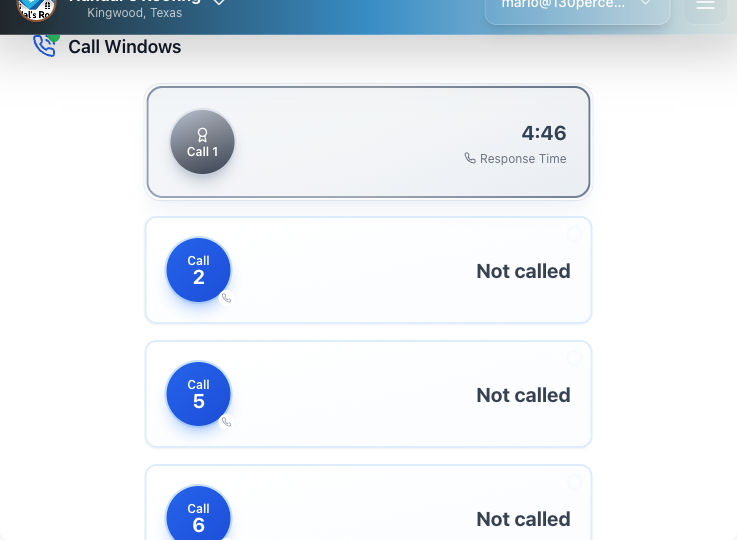 Kingwood, Texas
mario@130perce...
Call Windows
Call 1
4:46
Response Time
Call
2
Not called
Call
5
Not called
Call
6
Not called